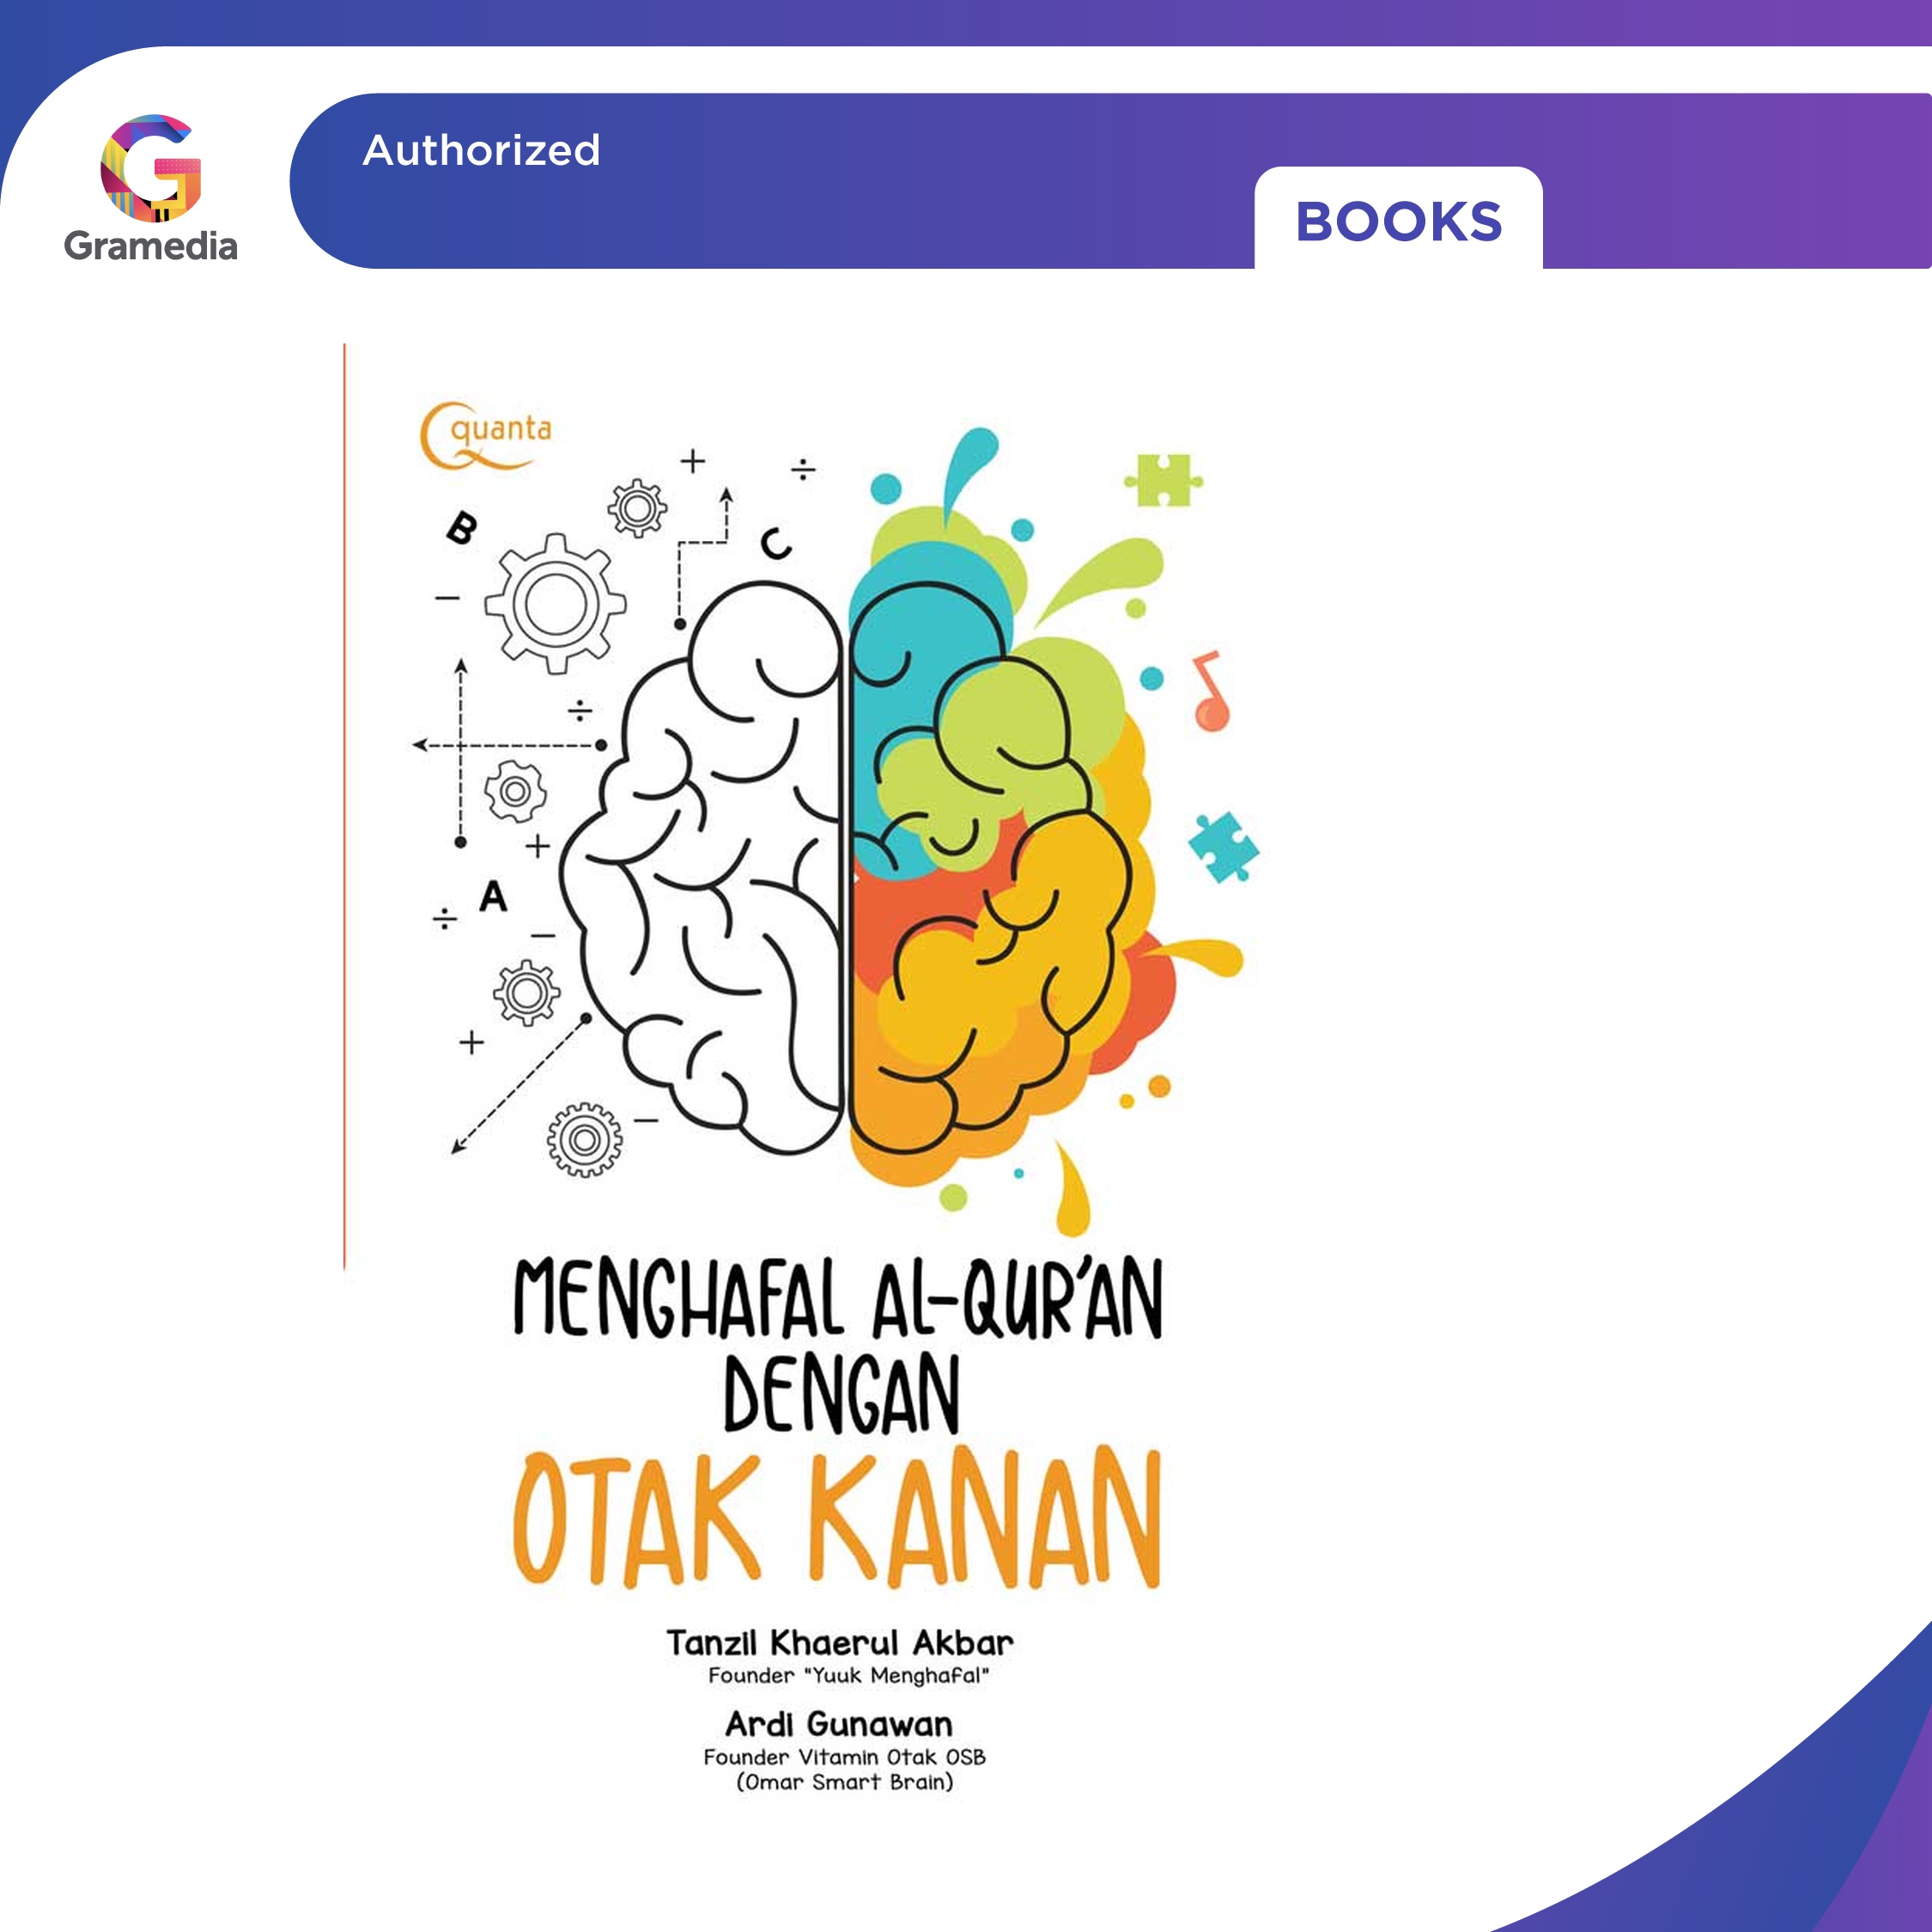 Gramedia
Authorized
BOOKS
quanta
B
C
A
MENGHAFAL AL-QUR'AN
DENGAN
OTAK KANAN
Tanzil Khaerul Akbar
Founder "Yuuk Menghafal"
Ardi Gunawan
Founder Vitamin Otak OSB
(Omar Smart Brain)